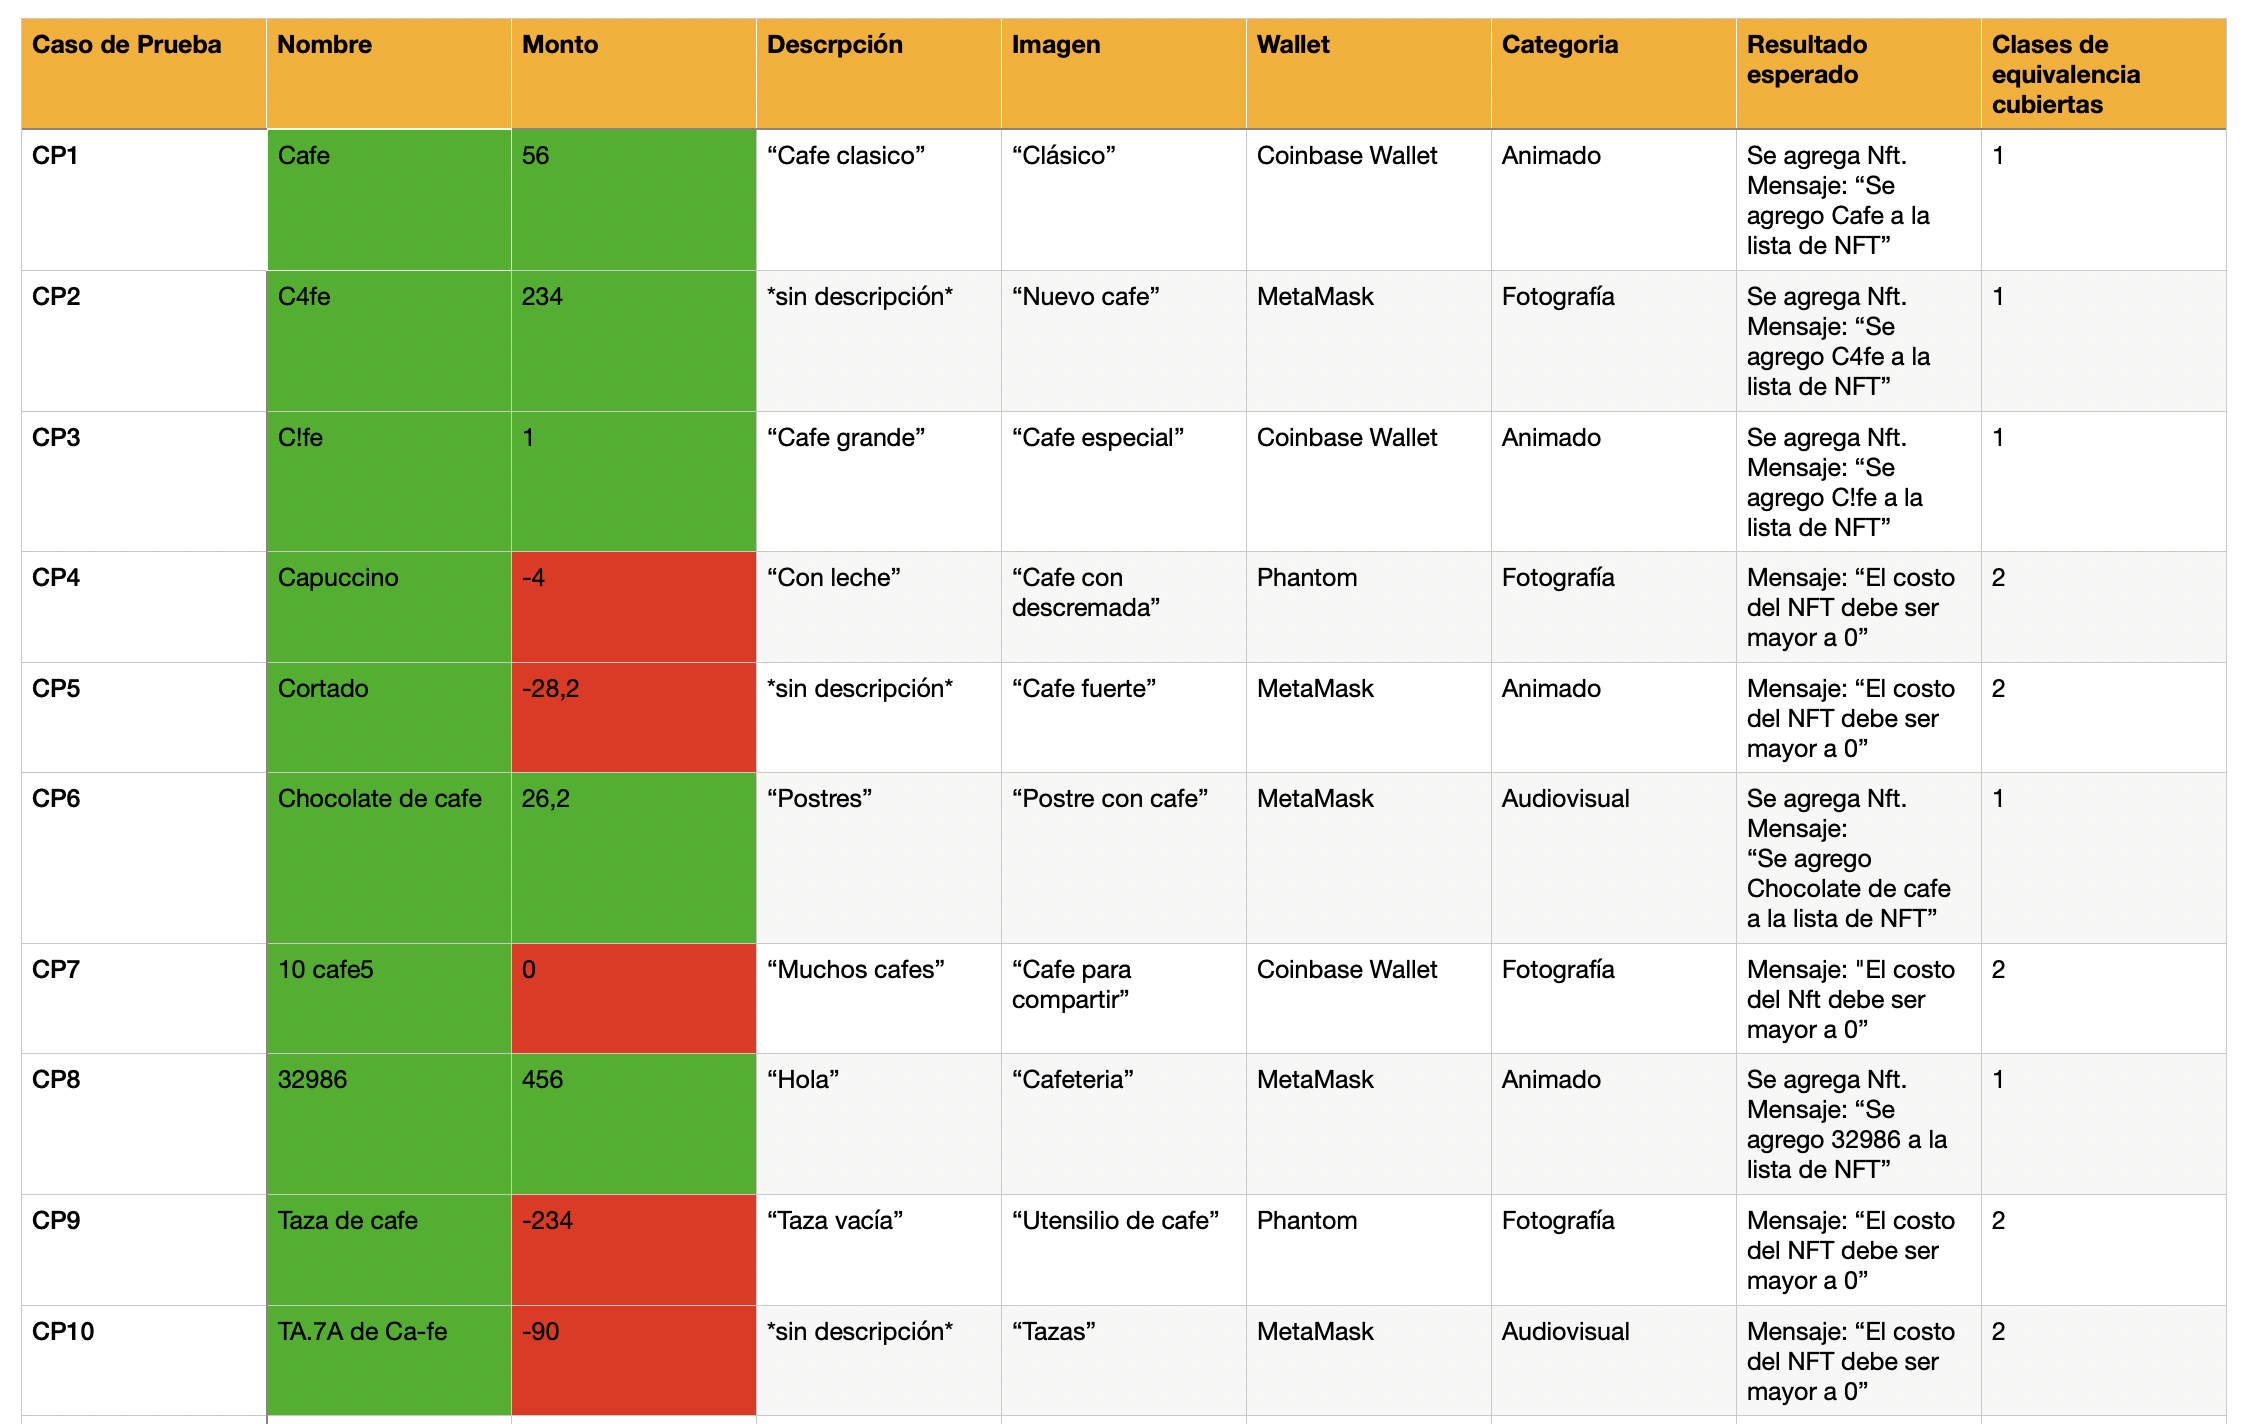 Caso de Prueba Nombre Monto Descrpción Imagen Wallet Categoria Resultado esperado Clases de equivalencia cubiertas
CP1 Cafe 56 “Cafe clasico” “Clásico” Coinbase Wallet Animado Se agrega Nft. Mensaje: “Se agrego Cafe a la lista de NFT” 1
CP2 C4fe 234 *sin descripción* “Nuevo cafe” MetaMask Fotografía Se agrega Nft. Mensaje: “Se agrego C4fe a la lista de NFT” 1
CP3 C!fe 1 “Cafe grande” “Cafe especial” Coinbase Wallet Animado Se agrega Nft. Mensaje: “Se agrego C!fe a la lista de NFT” 1
CP4 Capuccino -4 “Con leche” “Cafe con descremada” Phantom Fotografía Mensaje: “El costo del NFT debe ser mayor a 0” 2
CP5 Cortado -28,2 *sin descripción* “Cafe fuerte” MetaMask Animado Mensaje: “El costo del NFT debe ser mayor a 0” 2
CP6 Chocolate de cafe 26,2 “Postres” “Postre con cafe” MetaMask Audiovisual Se agrega Nft. Mensaje: “Se agrego Chocolate de cafe a la lista de NFT” 1
CP7 10 cafe5 0 “Muchos cafes” “Cafe para compartir” Coinbase Wallet Fotografía Mensaje: "El costo del Nft debe ser mayor a 0” 2
CP8 32986 456 “Hola” “Cafeteria” MetaMask Animado Se agrega Nft. Mensaje: “Se agrego 32986 a la lista de NFT” 1
CP9 Taza de cafe -234 “Taza vacía” “Utensilio de cafe” Phantom Fotografía Mensaje: “El costo del NFT debe ser mayor a 0” 2
CP10 TA.7A de Ca-fe -90 *sin descripción* “Tazas” MetaMask Audiovisual Mensaje: “El costo del NFT debe ser mayor a 0” 2